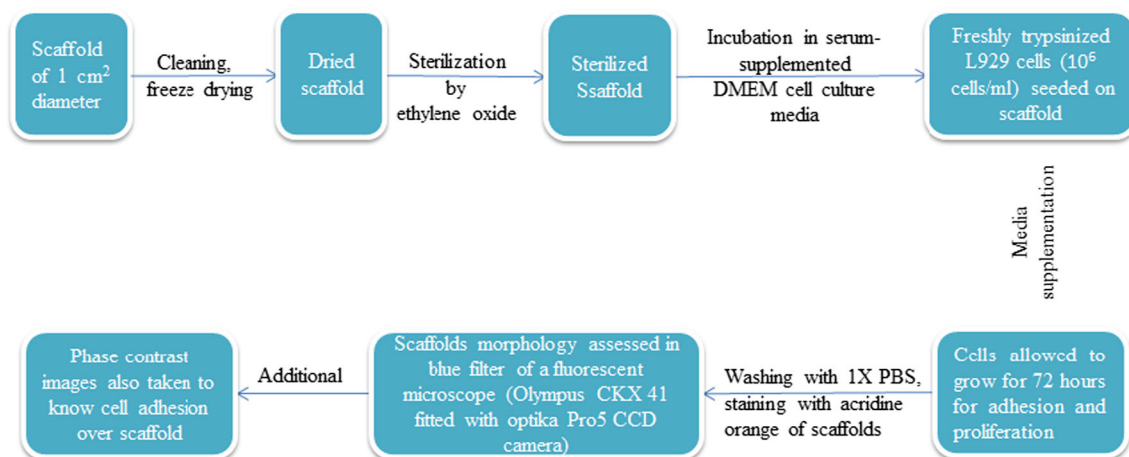 Scaffold
of 1 cm²
diameter
Cleaning,
freeze drying
Dried
scaffold
Sterilization
by
ethylene oxide
Sterilized
Ssaffold
Incubation in serum-
supplemented
DMEM cell culture
media
Freshly trypsinized
L929 cells (10⁶
cells/ml) seeded on
scaffold
Media
supplementation
Cells allowed to
grow for 72 hours
for adhesion and
proliferation
Washing with 1X PBS,
staining with acridine
orange of scaffolds
Scaffolds morphology assessed in
blue filter of a fluorescent
microscope (Olympus CKX 41
fitted with optika Pro5 CCD
camera)
Additional
Phase contrast
images also taken to
know cell adhesion
over scaffold